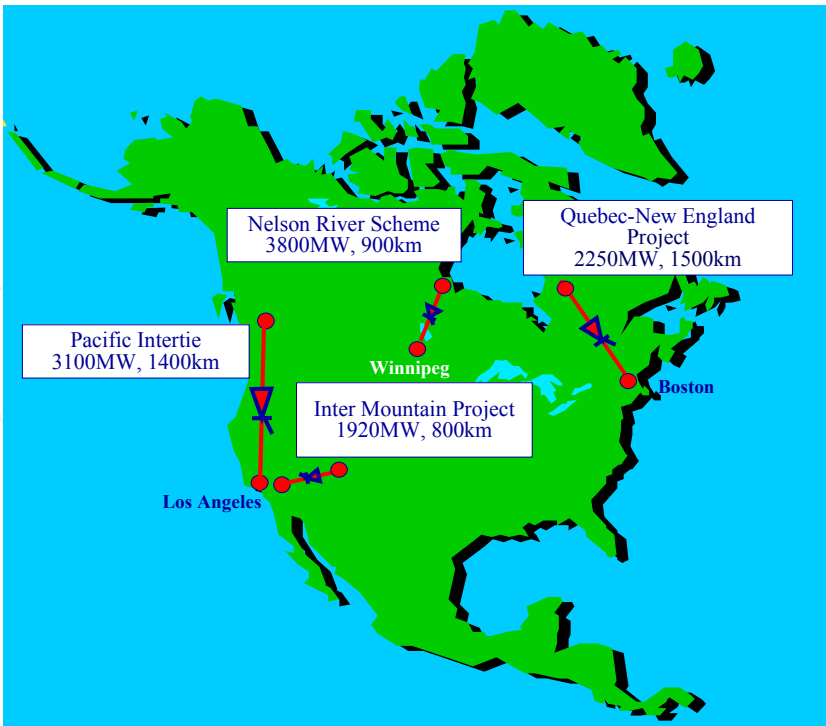 Nelson River Scheme
3800MW, 900km
Quebec-New England
Project
2250MW, 1500km
Pacific Intertie
3100MW, 1400km
Winnipeg
Inter Mountain Project
1920MW, 800km
Boston
Los Angeles